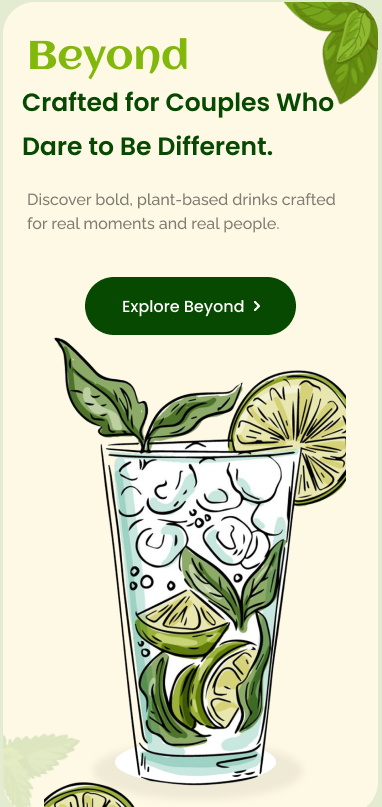 Beyond
Crafted for Couples Who
Dare to Be Different.
Discover bold, plant-based drinks crafted
for real moments and real people.
Explore Beyond >